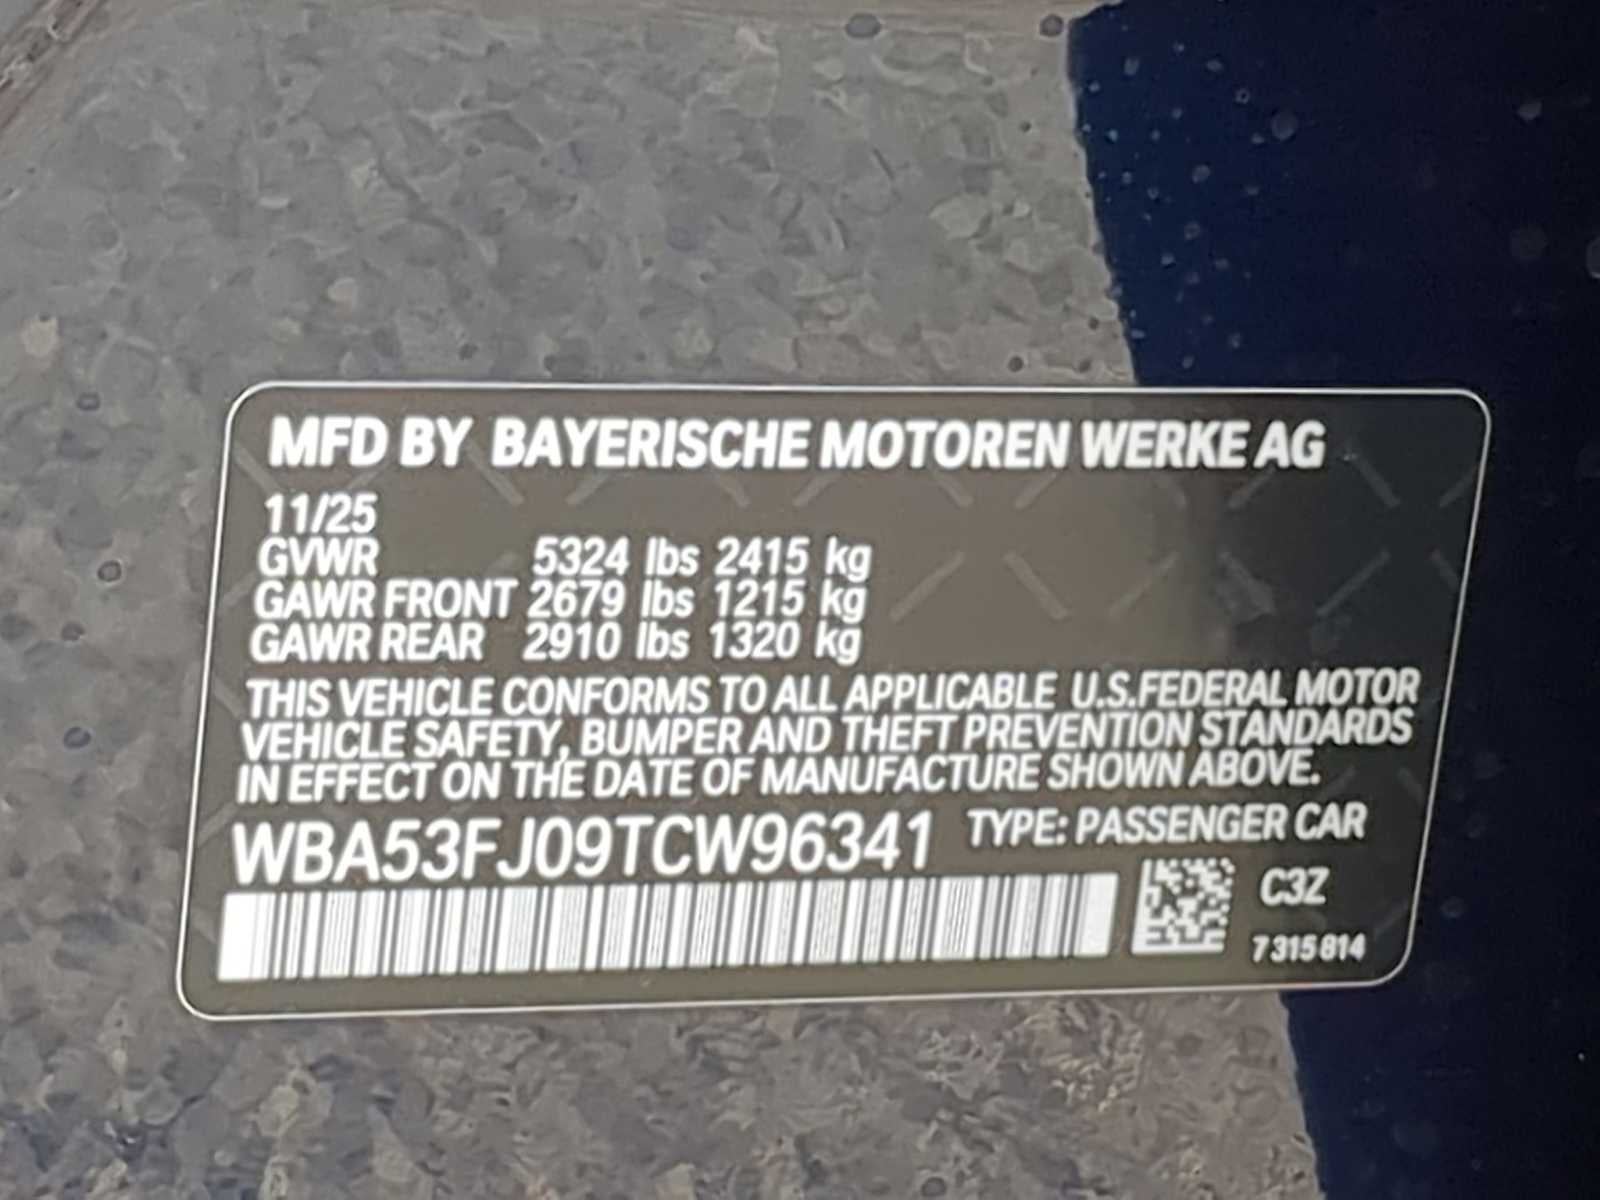 MFD BY BAYERISCHE MOTOREN WERKE AG
11/25
GVWR 5324 lbs 2415 kg
GAWR FRONT 2679 lbs 1215 kg
GAWR REAR 2910 lbs 1320 kg
THIS VEHICLE CONFORMS TO ALL APPLICABLE U.S.FEDERAL MOTOR
VEHICLE SAFETY, BUMPER AND THEFT PREVENTION STANDARDS
IN EFFECT ON THE DATE OF MANUFACTURE SHOWN ABOVE.
WBA53FJ09TCW96341 TYPE: PASSENGER CAR
C3Z
7 315 814